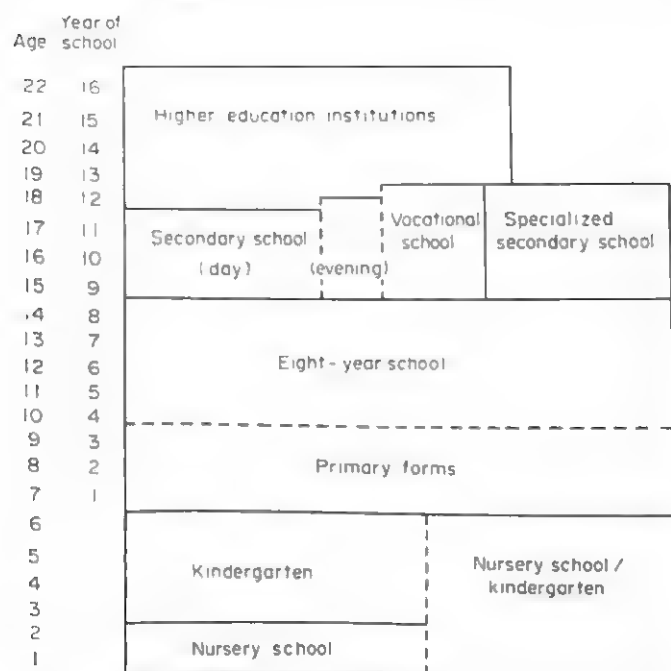 Age Year of school
22 16
Higher education institutions
21 15
20 14
19 13
18 12
17 11
Secondary school (day)
(evening)
Vocational school
Specialized secondary school
16 10
15 9
14 8
13 7
12 6
Eight-year school
11 5
10 4
9 3
8 2
Primary forms
7 1
6
5
Kindergarten
Nursery school / kindergarten
4
3
2
Nursery school
1